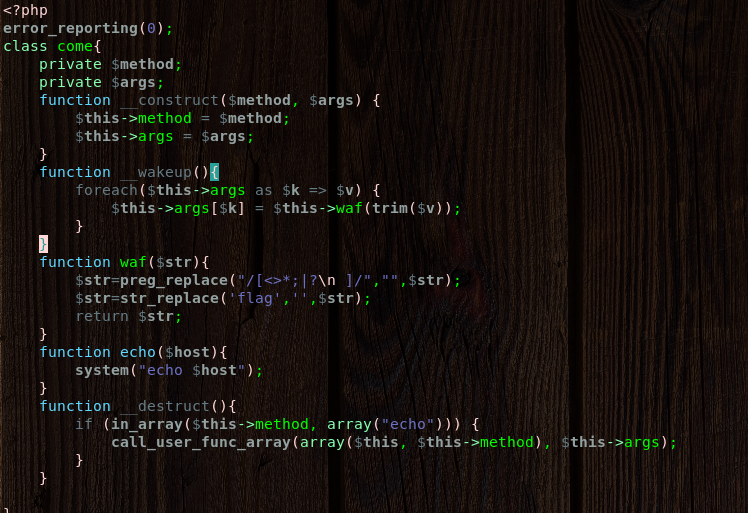 <?php
error_reporting(0);
class come{
    private $method;
    private $args;
    function __construct($method, $args) {
        $this->method = $method;
        $this->args = $args;
    }
    function __wakeup(){
        foreach($this->args as $k => $v) {
            $this->args[$k] = $this->waf(trim($v));
        }
    }
    function waf($str){
        $str=preg_replace("/[<>*;|?\n ]/","",$str);
        $str=str_replace('flag','',$str);
        return $str;
    }
    function echo($host){
        system("echo $host");
    }
    function __destruct(){
        if (in_array($this->method, array("echo"))) {
            call_user_func_array(array($this, $this->method), $this->args);
        }
    }
}